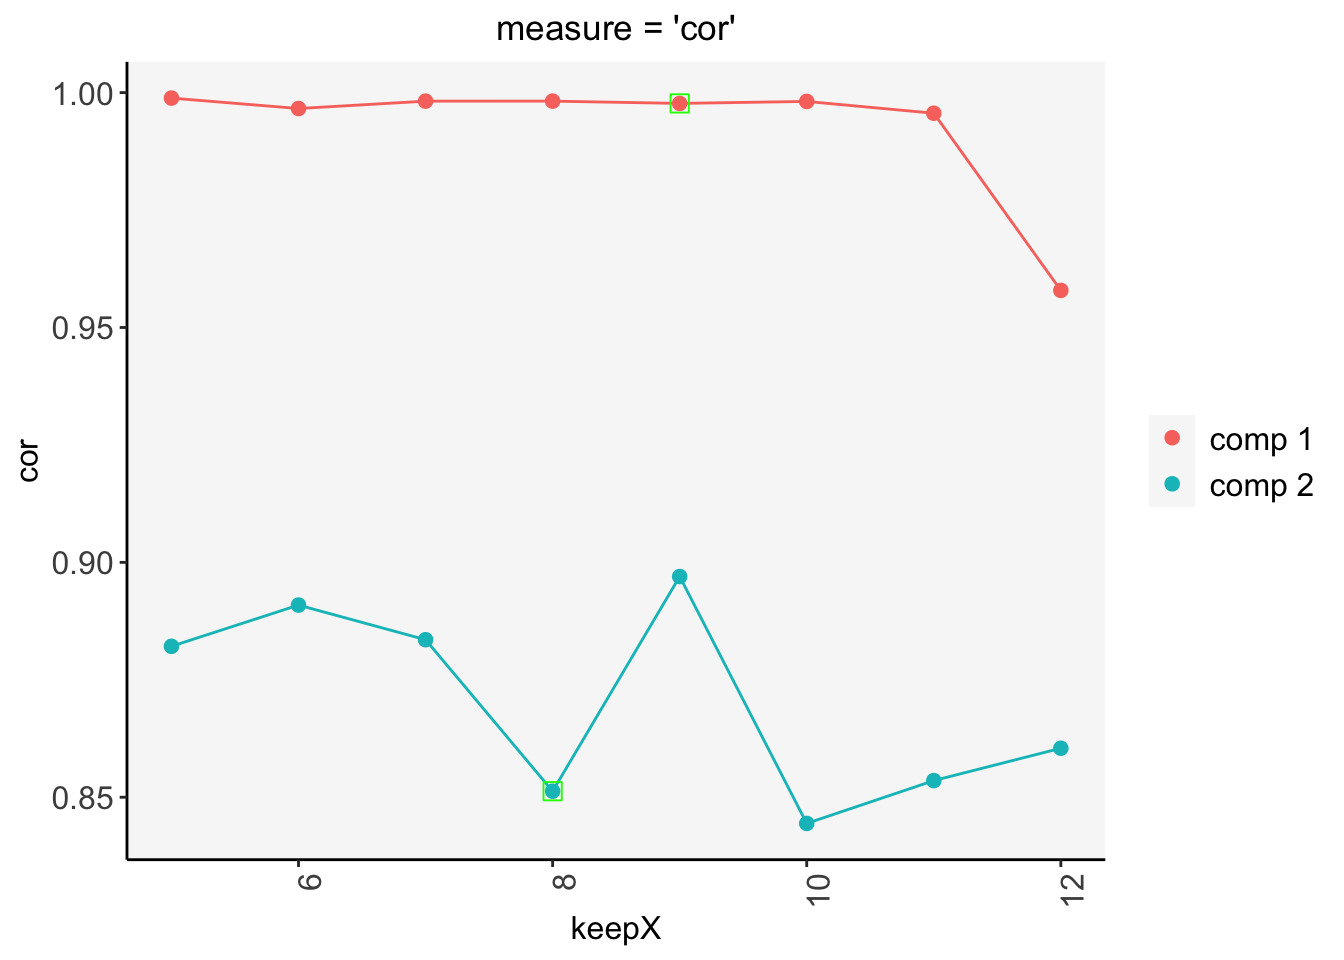 measure = 'cor'
1.00
0.95
0.90
0.85
cor
6
8
10
12
keepX
comp 1
comp 2